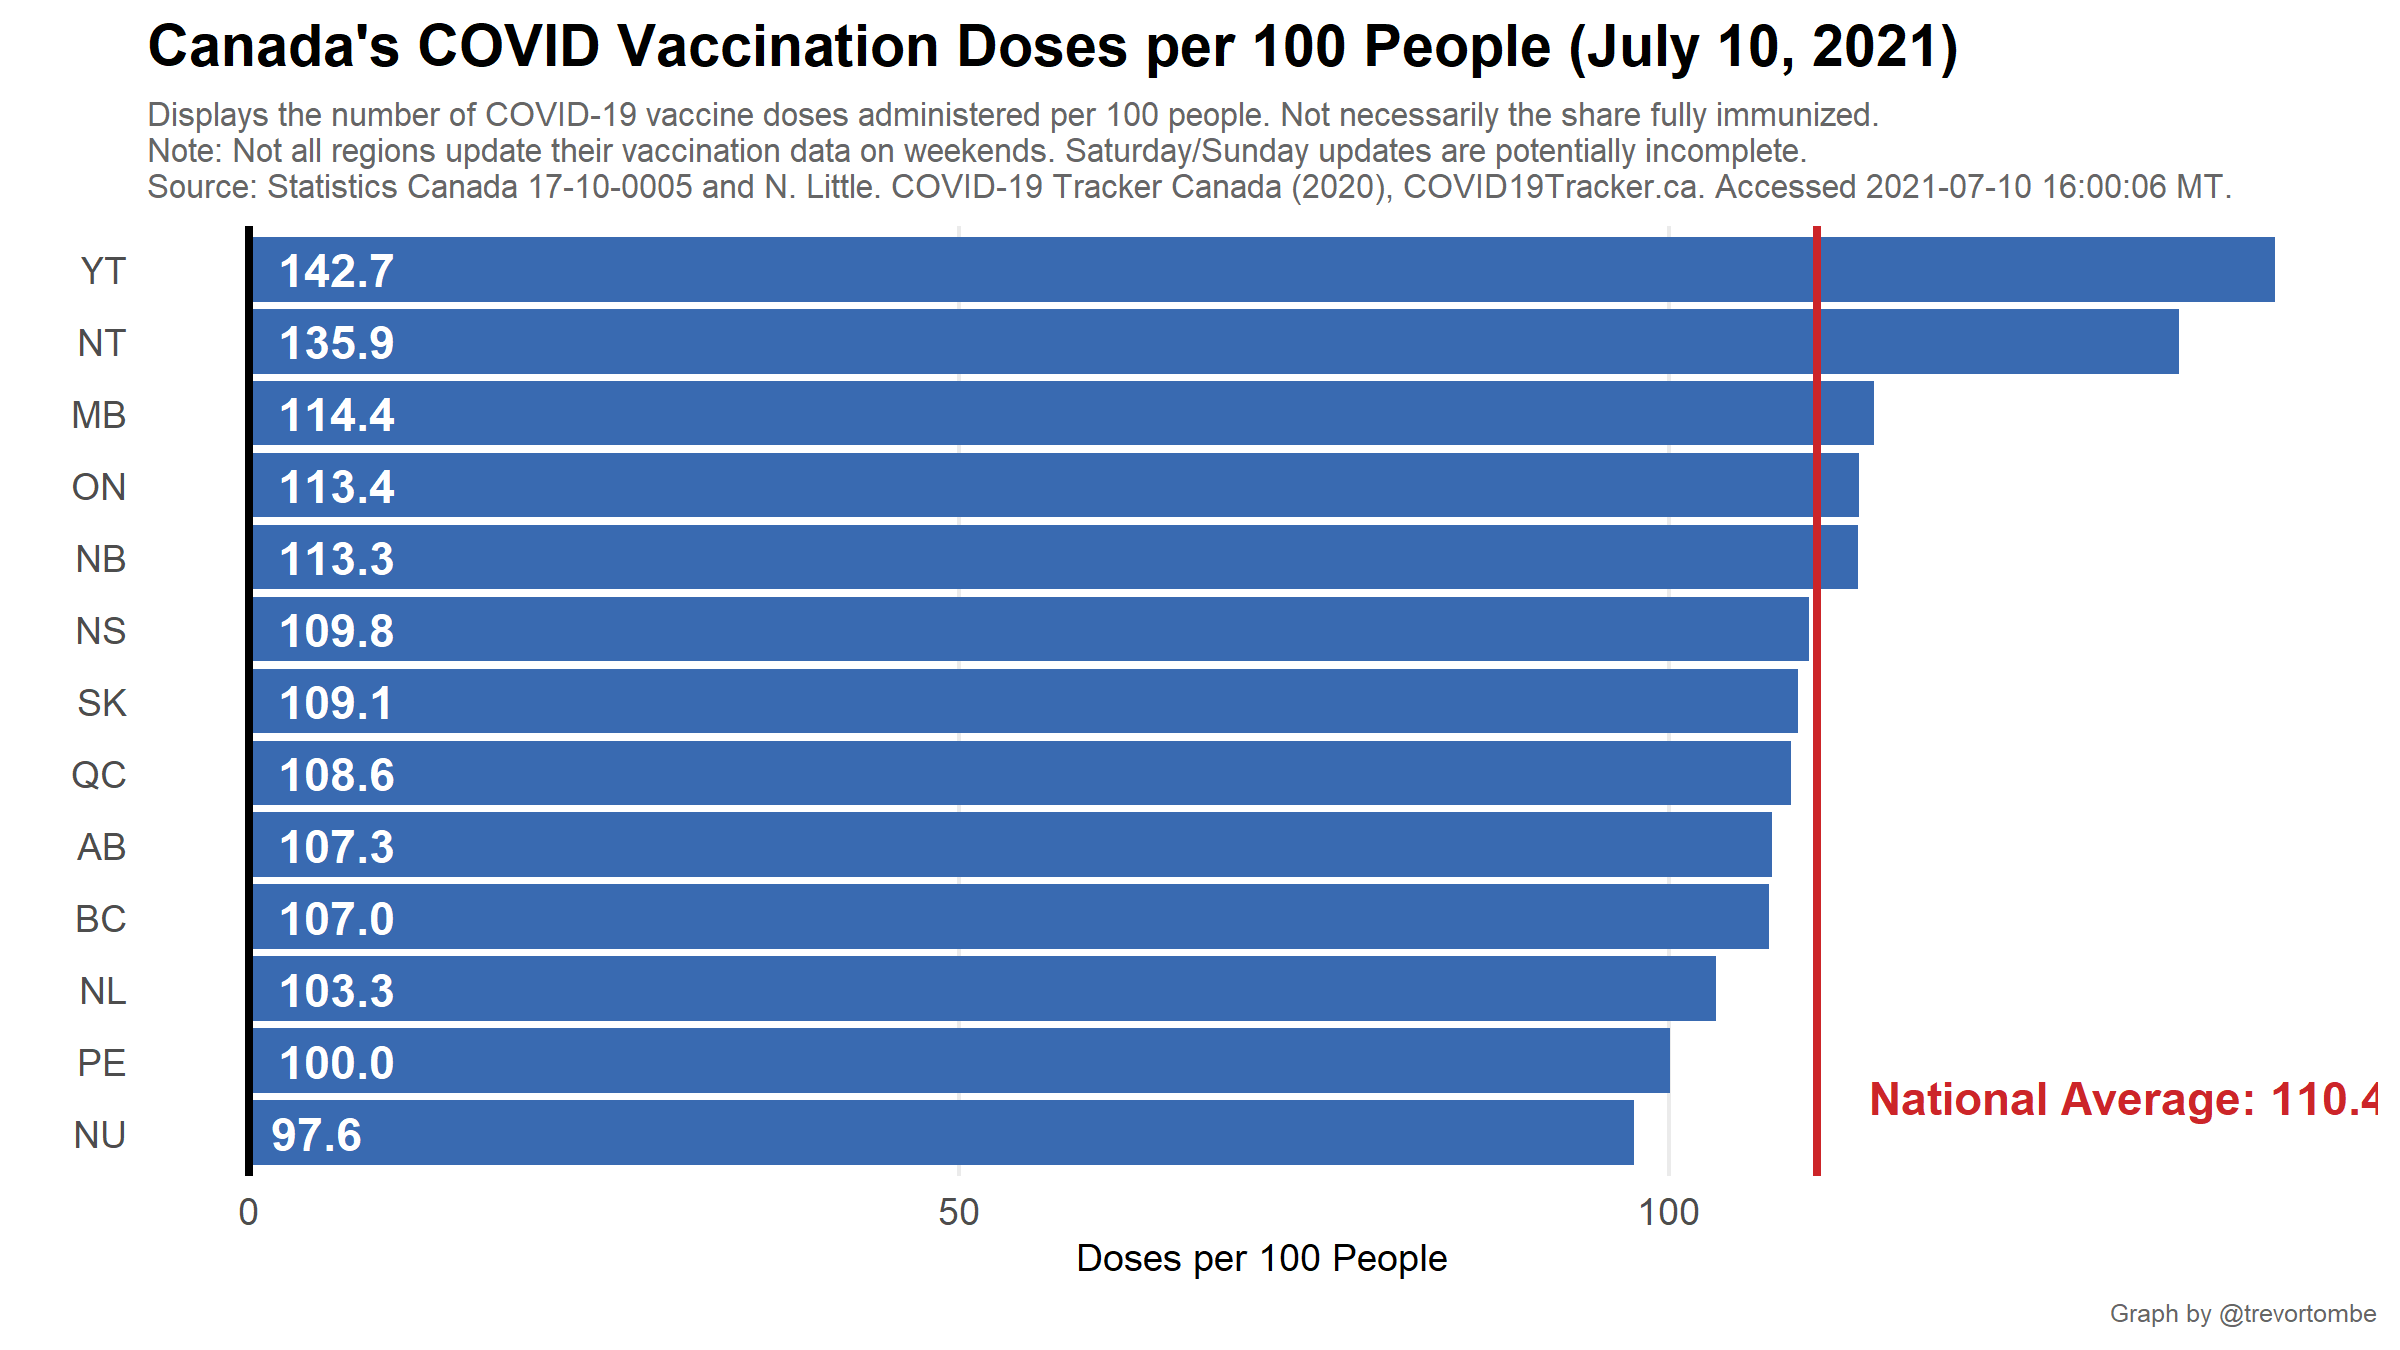 Canada's COVID Vaccination Doses per 100 People (July 10, 2021)
Displays the number of COVID-19 vaccine doses administered per 100 people. Not necessarily the share fully immunized.
Note: Not all regions update their vaccination data on weekends. Saturday/Sunday updates are potentially incomplete.
Source: Statistics Canada 17-10-0005 and N. Little. COVID-19 Tracker Canada (2020), COVID19Tracker.ca. Accessed 2021-07-10 16:00:06 MT.
YT 142.7
NT 135.9
MB 114.4
ON 113.4
NB 113.3
NS 109.8
SK 109.1
QC 108.6
AB 107.3
BC 107.0
NL 103.3
PE 100.0
National Average: 110.4
NU 97.6
0 50 100
Doses per 100 People
Graph by @trevortombe